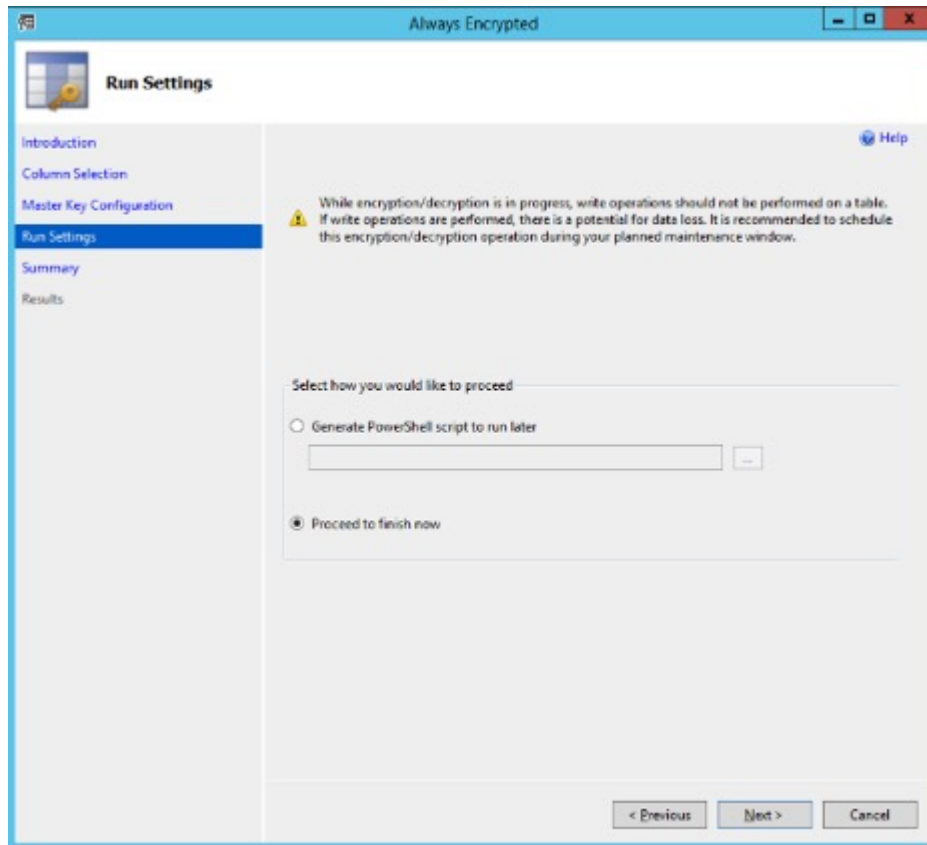 Always Encrypted
Run Settings
Introduction
Column Selection
Master Key Configuration
Run Settings
Summary
Results
Help
While encryption/decryption is in progress, write operations should not be performed on a table.
If write operations are performed, there is a potential for data loss. It is recommended to schedule
this encryption/decryption operation during your planned maintenance window.
Select how you would like to proceed
Generate PowerShell script to run later
...
Proceed to finish now
< Previous
Next >
Cancel